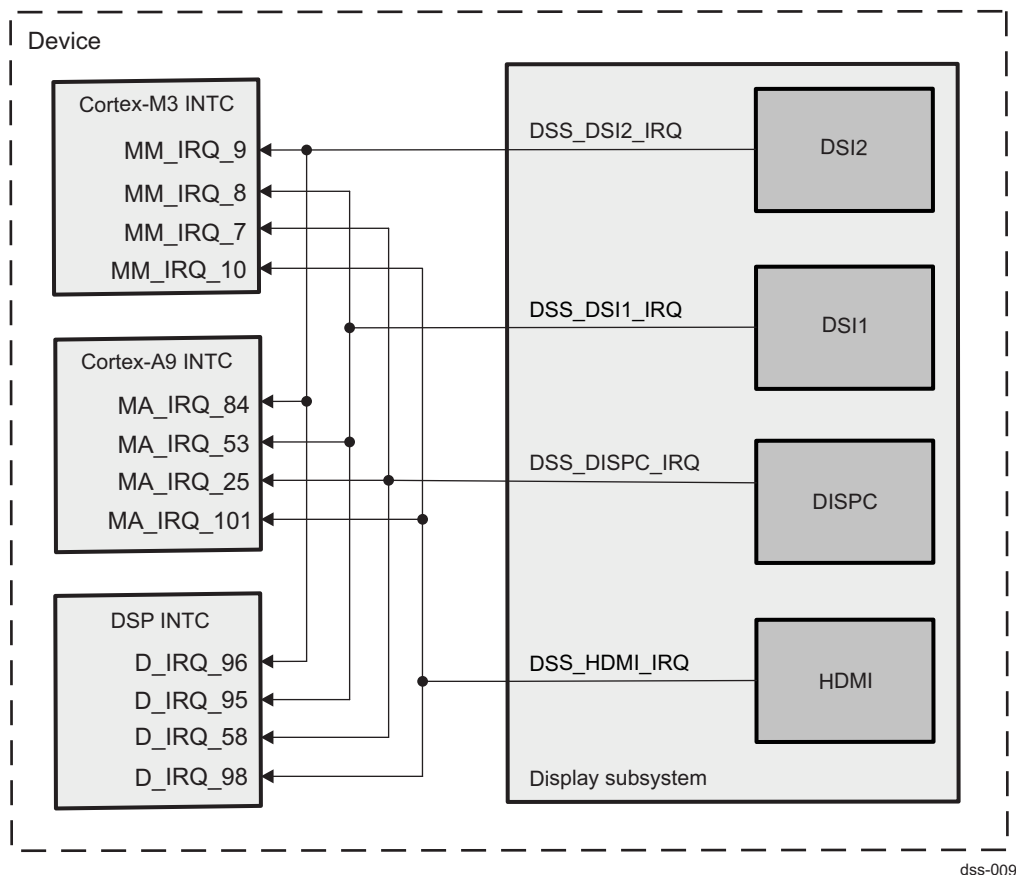 Device
Cortex-M3 INTC
MM_IRQ_9
MM_IRQ_8
MM_IRQ_7
MM_IRQ_10
Cortex-A9 INTC
MA_IRQ_84
MA_IRQ_53
MA_IRQ_25
MA_IRQ_101
DSP INTC
D_IRQ_96
D_IRQ_95
D_IRQ_58
D_IRQ_98
DSS_DSI2_IRQ
DSI2
DSS_DSI1_IRQ
DSI1
DSS_DISPC_IRQ
DISPC
DSS_HDMI_IRQ
HDMI
Display subsystem
dss-009